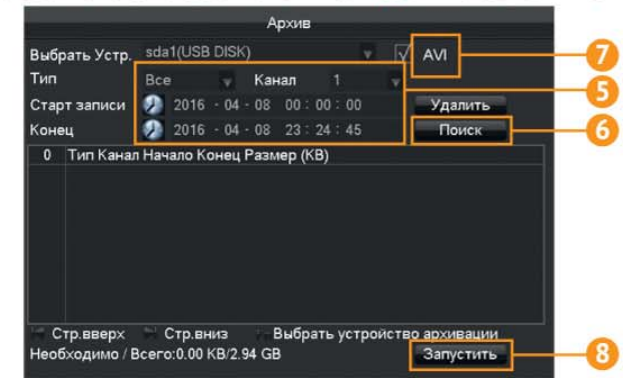 Архив
Выбрать Устр. sda1(USB DISK) AVI 7
Тип Все Канал 1 5
Старт записи 2016 - 04 - 08 00 : 00 : 00 Удалить
Конец 2016 - 04 - 08 23 : 24 : 45 Поиск 6
0 Тип Канал Начало Конец Размер (KB)
Стр.вверх Стр.вниз Выбрать устройство архивации
Необходимо / Всего:0.00 KB/2.94 GB Запустить 8